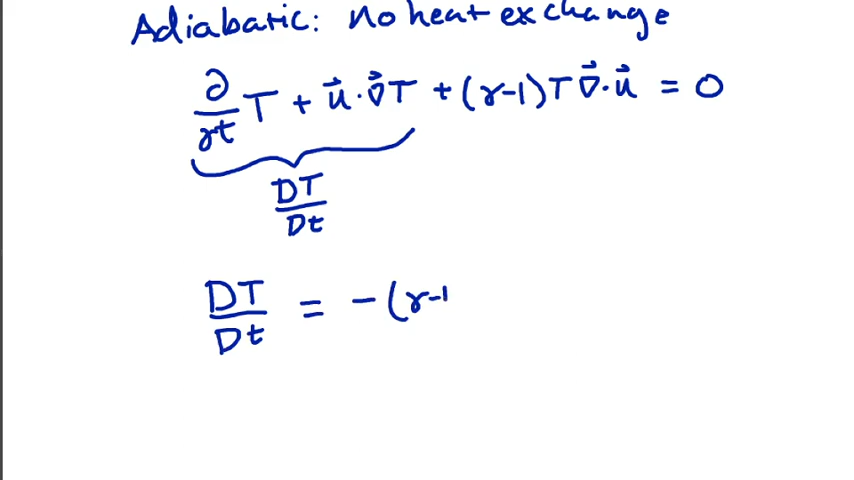 Adiabatic: No heat exchange
∂/∂t T + u⃗·∇⃗T + (γ-1)T ∇⃗·u⃗ = 0
DT/Dt
DT/Dt = -(γ-1